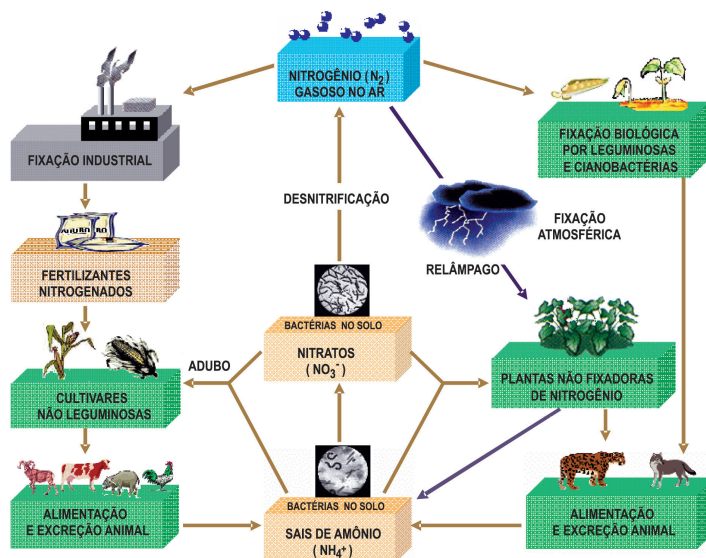 NITROGÊNIO ( N₂ )
GASOSO NO AR
FIXAÇÃO INDUSTRIAL
FIXAÇÃO BIOLÓGICA
POR LEGUMINOSAS
E CIANOBACTÉRIAS
DESNITRIFICAÇÃO
FIXAÇÃO
ATMOSFÉRICA
RELÂMPAGO
FERTILIZANTES
NITROGENADOS
BACTÉRIAS NO SOLO
NITRATOS
( NO₃⁻ )
ADUBO
CULTIVARES
NÃO LEGUMINOSAS
PLANTAS NÃO FIXADORAS
DE NITROGÊNIO
BACTÉRIAS NO SOLO
SAIS DE AMÔNIO
( NH₄⁺ )
ALIMENTAÇÃO
E EXCREÇÃO ANIMAL
ALIMENTAÇÃO
E EXCREÇÃO ANIMAL